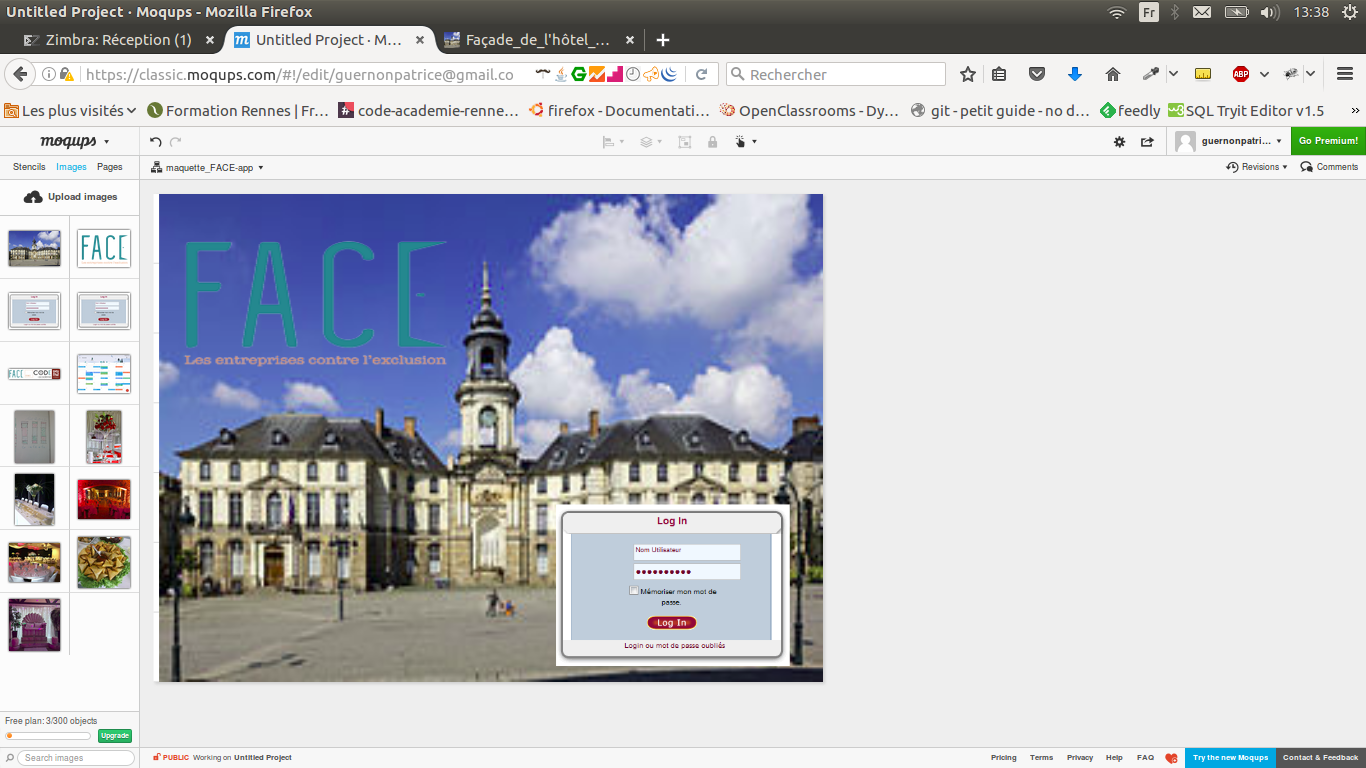 Untitled Project · Moqups - Mozilla Firefox
Fr
13:38
Zimbra: Réception (1)
Untitled Project · M...
Façade_de_l'hôtel_...
https://classic.moqups.com/#!/edit/guernonpatrice@gmail.co
Rechercher
ABP
Les plus visités
Formation Rennes | Fr...
code-academie-renne...
firefox - Documentati...
OpenClassrooms - Dy...
git - petit guide - no d...
feedly
SQL Tryit Editor v1.5
moqups
guernonpatri...
Go Premium!
Stencils
Images
Pages
maquette_FACE-app
Revisions
Comments
Upload images
FACE
Les entreprises contre l'exclusion
FACE
Log In
Nom Utilisateur
Mémoriser mon mot de
passe.
Log In
Login ou mot de passe oubliés
Free plan: 3/300 objects
Upgrade
Search images
PUBLIC
Working on Untitled Project
Pricing
Terms
Privacy
Help
FAQ
Try the new Moqups
Contact & Feedback